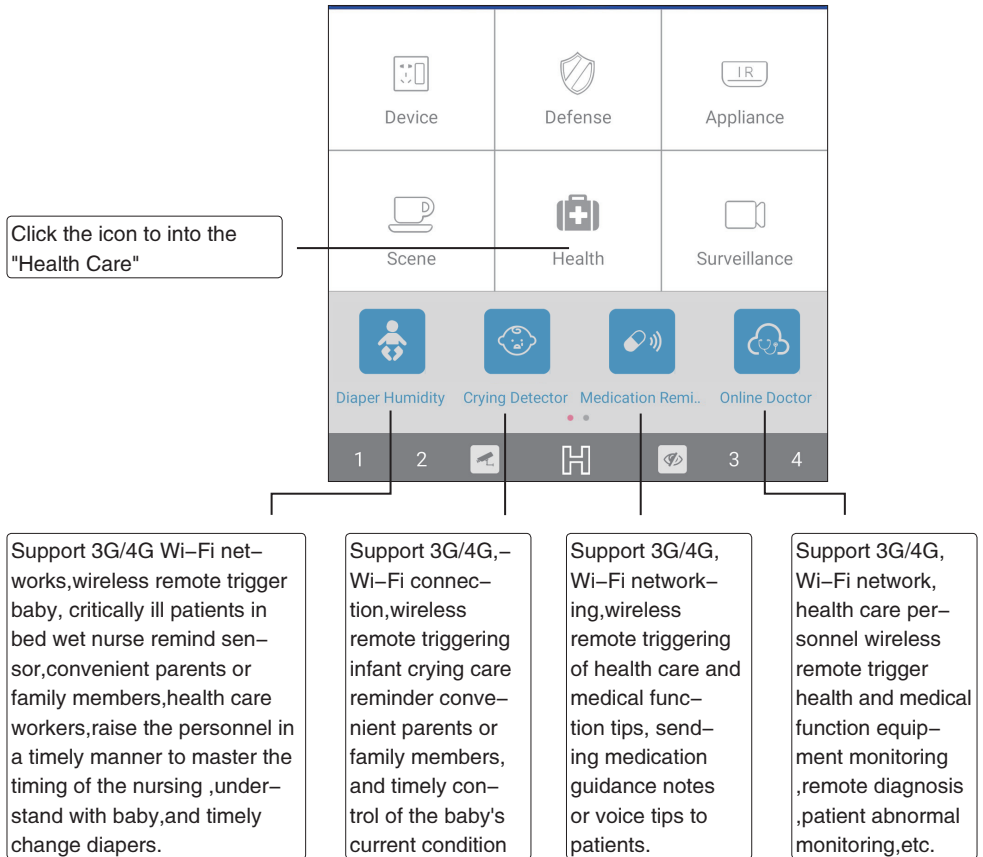 Device
Defense
IR
Appliance
Click the icon to into the
"Health Care"
D
Scene
Health
Surveillance
Diaper Humidity
Crying Detector
Medication Remi..
Online Doctor
1 2 H 3 4
Support 3G/4G Wi–Fi net–
works,wireless remote trigger
baby, critically ill patients in
bed wet nurse remind sen–
sor,convenient parents or
family members,health care
workers,raise the personnel in
a timely manner to master the
timing of the nursing ,under–
stand with baby,and timely
change diapers.
Support 3G/4G,–
Wi–Fi connec–
tion,wireless
remote triggering
infant crying care
reminder conve–
nient parents or
family members,
and timely con–
trol of the baby's
current condition
Support 3G/4G,
Wi–Fi network–
ing,wireless
remote triggering
of health care and
medical func–
tion tips, send–
ing medication
guidance notes
or voice tips to
patients.
Support 3G/4G,
Wi–Fi network,
health care per–
sonnel wireless
remote trigger
health and medical
function equip–
ment monitoring
,remote diagnosis
,patient abnormal
monitoring,etc.